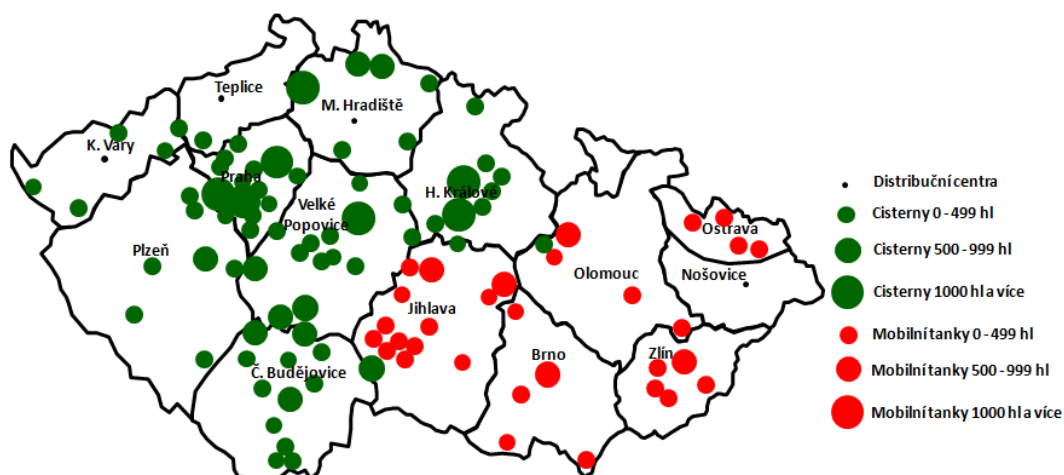 Teplice
M. Hradiště
K. Vary
Praha
H. Králové
Velké
Popovice
Plzeň
Ostrava
Olomouc
Nošovice
Jihlava
Brno
Zlín
Č. Budějovice
Distribuční centra
Cisterny 0 - 499 hl
Cisterny 500 - 999 hl
Cisterny 1000 hl a více
Mobilní tanky 0 - 499 hl
Mobilní tanky 500 - 999 hl
Mobilní tanky 1000 hl a více